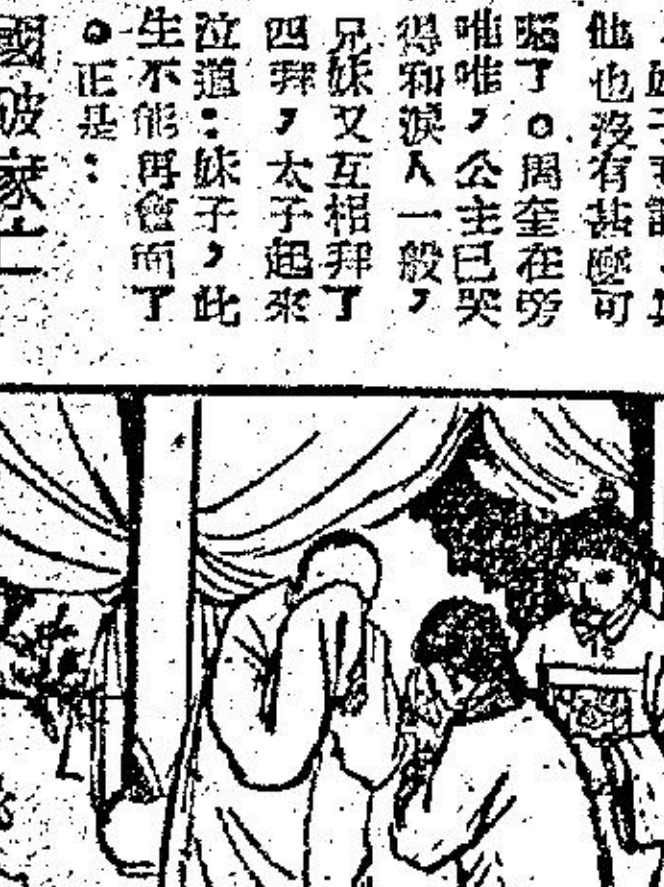 他也沒有甚麼可
瞞了。周奎在旁
唯唯，公主已哭
得和淚人一般，
兄妹又互相拜了
四拜，太子起來
泣道：妹子，此
生不能再會面了
。正是：
國破家亡